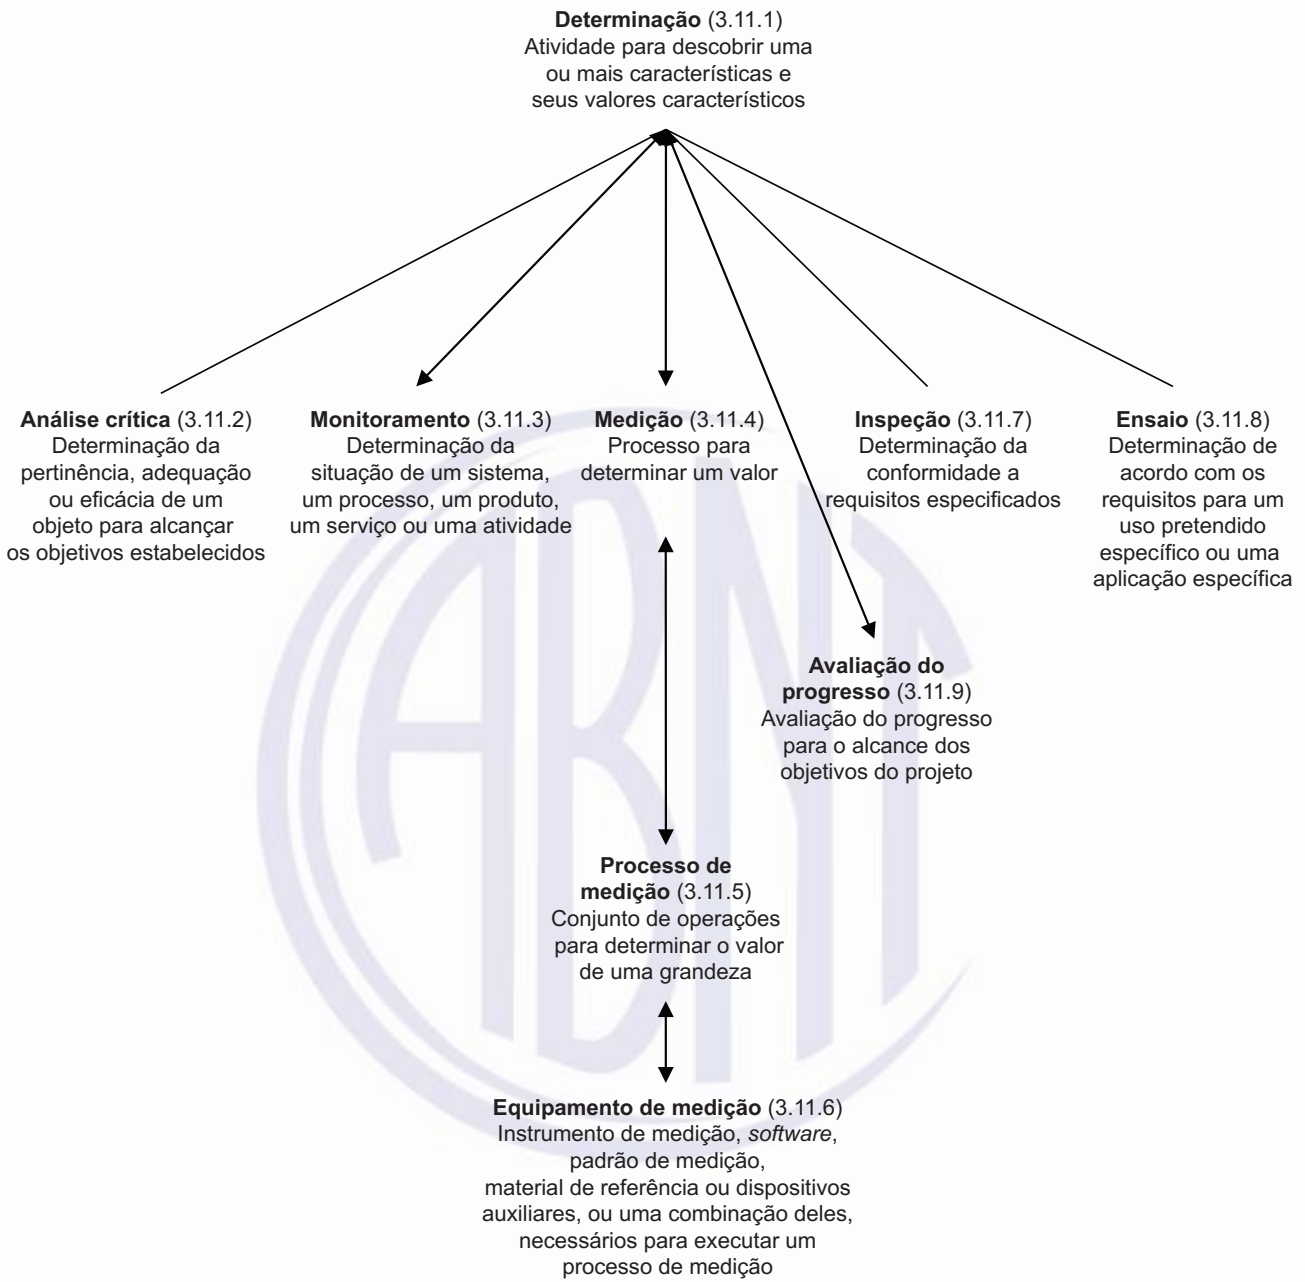 Determinação (3.11.1)
Atividade para descobrir uma
ou mais características e
seus valores característicos
Análise crítica (3.11.2)
Determinação da
pertinência, adequação
ou eficácia de um
objeto para alcançar
os objetivos estabelecidos
Monitoramento (3.11.3)
Determinação da
situação de um sistema,
um processo, um produto,
um serviço ou uma atividade
Medição (3.11.4)
Processo para
determinar um valor
Inspeção (3.11.7)
Determinação da
conformidade a
requisitos especificados
Ensaio (3.11.8)
Determinação de
acordo com os
requisitos para um
uso pretendido
específico ou uma
aplicação específica
Avaliação do
progresso (3.11.9)
Avaliação do progresso
para o alcance dos
objetivos do projeto
Processo de
medição (3.11.5)
Conjunto de operações
para determinar o valor
de uma grandeza
Equipamento de medição (3.11.6)
Instrumento de medição, software,
padrão de medição,
material de referência ou dispositivos
auxiliares, ou uma combinação deles,
necessários para executar um
processo de medição
ABNT